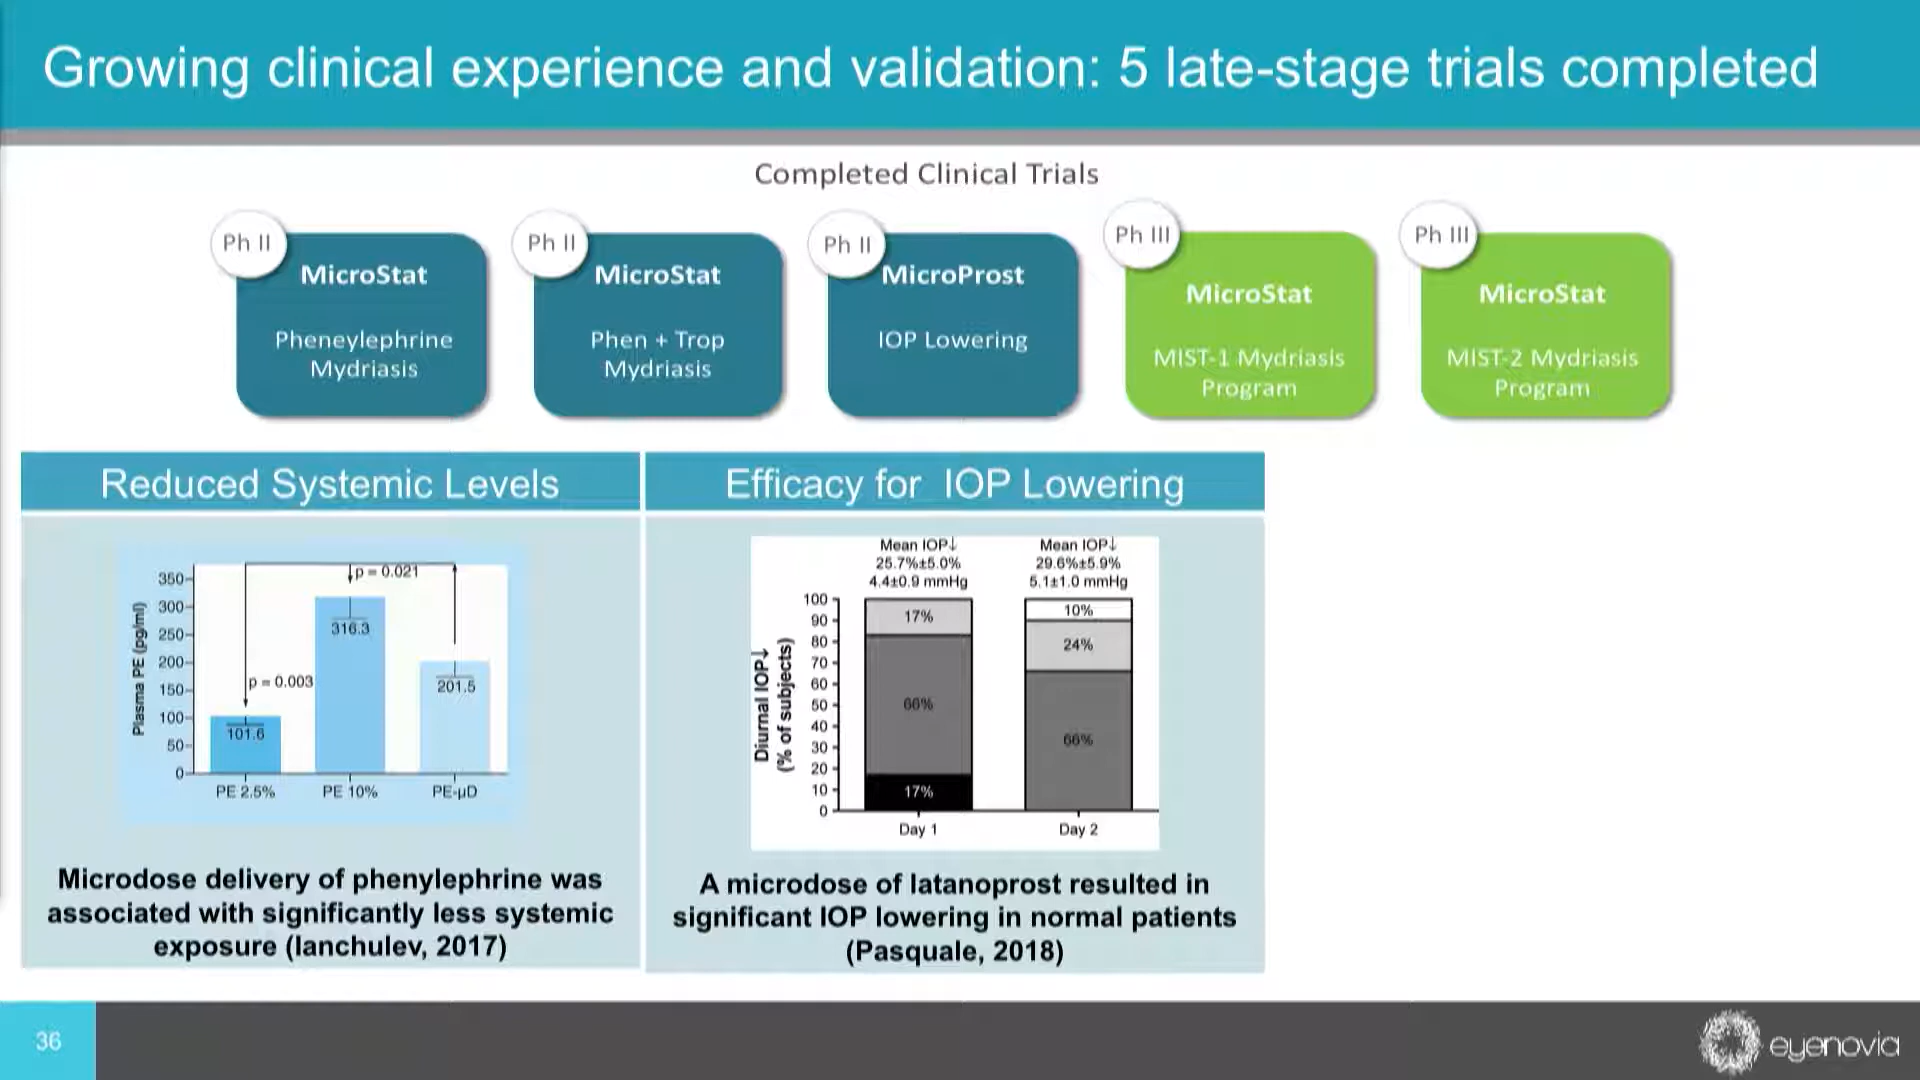 Growing clinical experience and validation: 5 late-stage trials completed
Completed Clinical Trials
Ph II
MicroStat
Pheneylephrine
Mydriasis
Ph II
MicroStat
Phen + Trop
Mydriasis
Ph II
MicroProst
IOP Lowering
Ph III
MicroStat
MIST-1 Mydriasis
Program
Ph III
MicroStat
MIST-2 Mydriasis
Program
Reduced Systemic Levels
Plasma PE (pg/ml)
350
300
250
200
150
100
50
0
p = 0.021
p = 0.003
101.6
316.3
201.5
PE 2.5%
PE 10%
PE-µD
Microdose delivery of phenylephrine was
associated with significantly less systemic
exposure (Ianchulev, 2017)
Efficacy for IOP Lowering
Mean IOP↓
25.7%±5.0%
4.4±0.9 mmHg
Mean IOP↓
29.6%±5.9%
5.1±1.0 mmHg
Diurnal IOP↓
(% of subjects)
100
90
80
70
60
50
40
30
20
10
0
17%
66%
17%
10%
24%
66%
Day 1
Day 2
A microdose of latanoprost resulted in
significant IOP lowering in normal patients
(Pasquale, 2018)
36
eyenovia